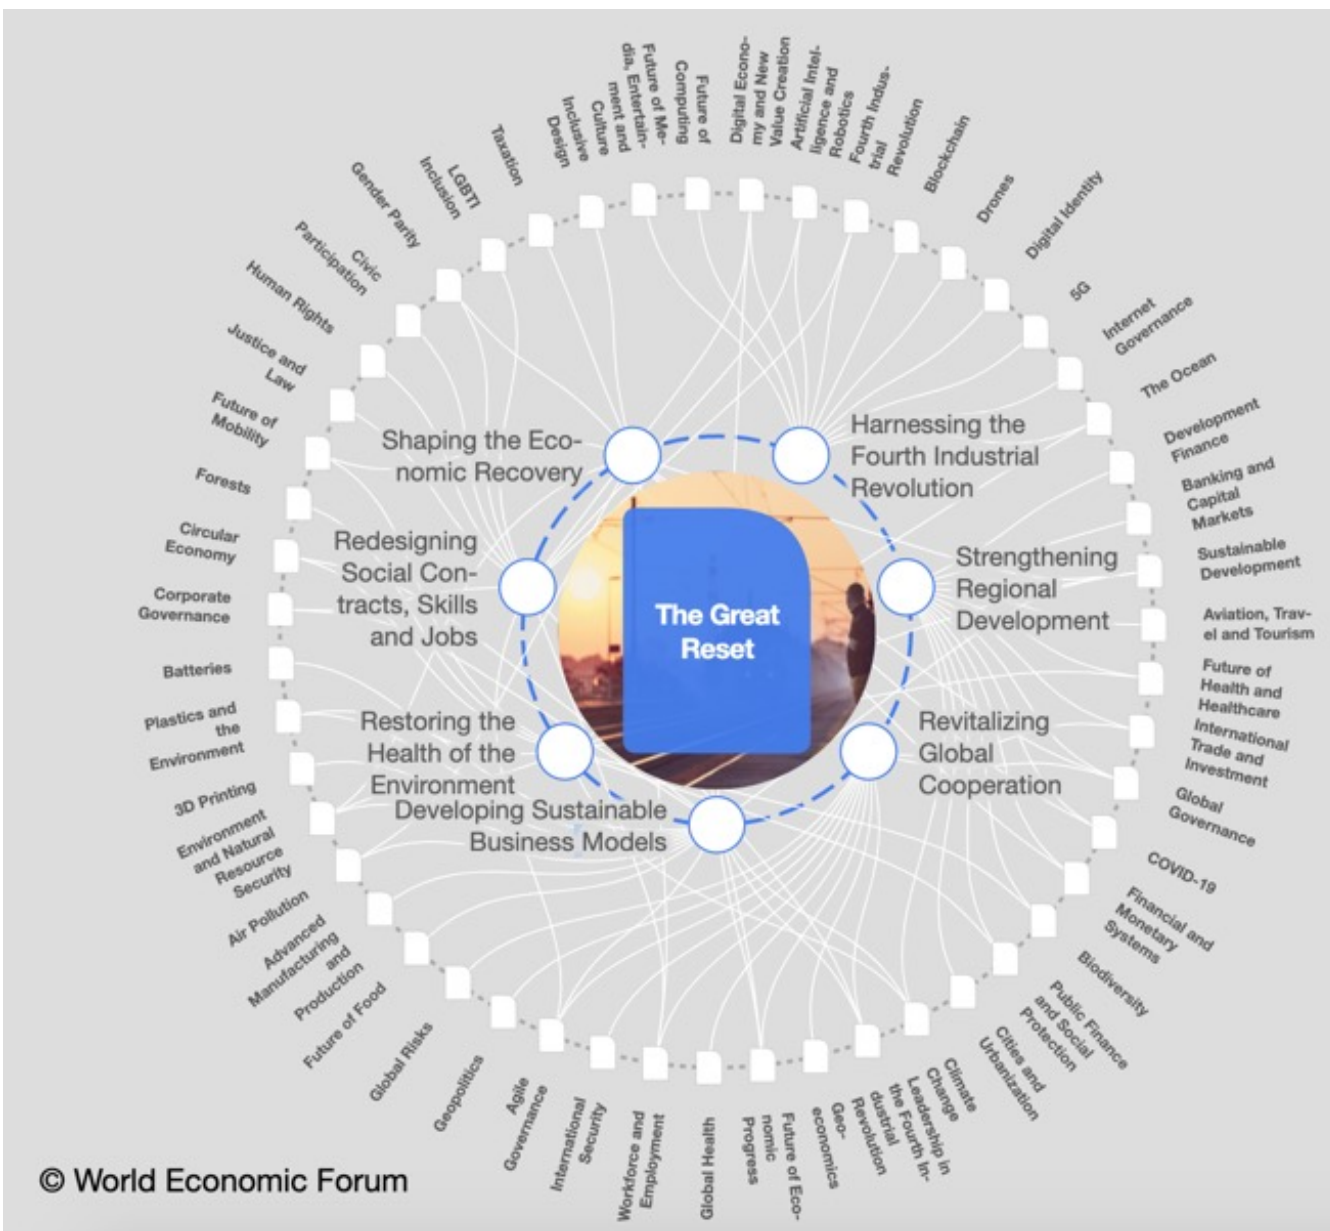 Future of
Computing
Digital Econo-
my and New
Value Creation
Artificial Intel-
ligence and
Robotics
Fourth Indus-
trial
Revolution
Blockchain
Drones
Digital Identity
5G
Internet
Governance
The Ocean
Development
Finance
Banking and
Capital
Markets
Sustainable
Development
Aviation, Trav-
el and Tourism
Future of
Health and
Healthcare
International
Trade and
Investment
Global
Governance
COVID-19
Financial and
Monetary
Systems
Biodiversity
Public Finance
and Social
Protection
Cities and
Urbanization
Climate
Change
Leadership in
the Fourth In-
dustrial
Revolution
Geo-
economics
Future of Eco-
nomic
Progress
Global Health
Workforce and
Employment
International
Security
Agile
Governance
Geopolitics
Global Risks
Future of Food
Advanced
Manufacturing
and
Production
Air Pollution
Environment
and Natural
Resource
Security
3D Printing
Plastics and
the
Environment
Batteries
Corporate
Governance
Circular
Economy
Forests
Future of
Mobility
Justice and
Law
Human Rights
Civic
Participation
Gender Parity
LGBTI
Inclusion
Taxation
Inclusive
Design
Future of Me-
dia, Entertain-
ment and
Culture
Shaping the Eco-
nomic Recovery
Harnessing the
Fourth Industrial
Revolution
Redesigning
Social Con-
tracts, Skills
and Jobs
Strengthening
Regional
Development
The Great
Reset
Restoring the
Health of the
Environment
Revitalizing
Global
Cooperation
Developing Sustainable
Business Models
© World Economic Forum